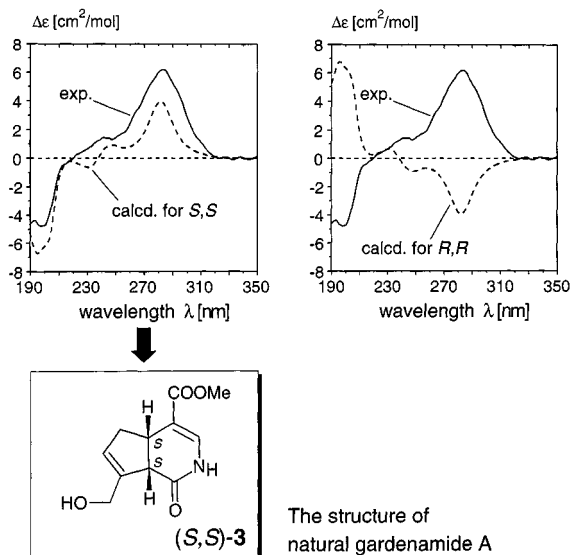 Δε [cm²/mol]
8
6
4
2
0
-2
-4
-6
-8
exp.
calcd. for S,S
190 230 270 310 350
wavelength λ [nm]
Δε [cm²/mol]
8
6
4
2
0
-2
-4
-6
-8
exp.
calcd. for R,R
190 230 270 310 350
wavelength λ [nm]
COOMe
H
S
S
NH
HO
H
O
(S,S)-3
The structure of
natural gardenamide A